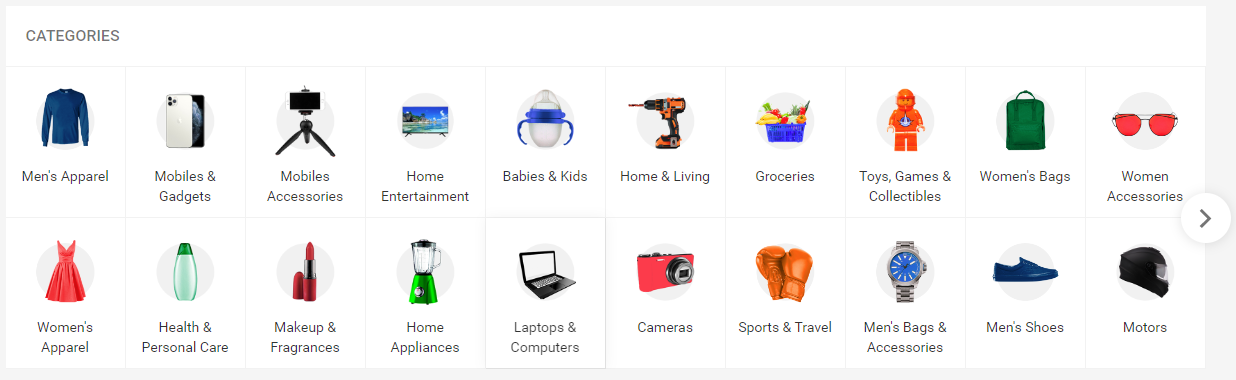 CATEGORIES
Men's Apparel
Mobiles &
Gadgets
Mobiles
Accessories
Home
Entertainment
Babies & Kids
Home & Living
Groceries
Toys, Games &
Collectibles
Women's Bags
Women
Accessories
Women's
Apparel
Health &
Personal Care
Makeup &
Fragrances
Home
Appliances
Laptops &
Computers
Cameras
Sports & Travel
Men's Bags &
Accessories
Men's Shoes
Motors